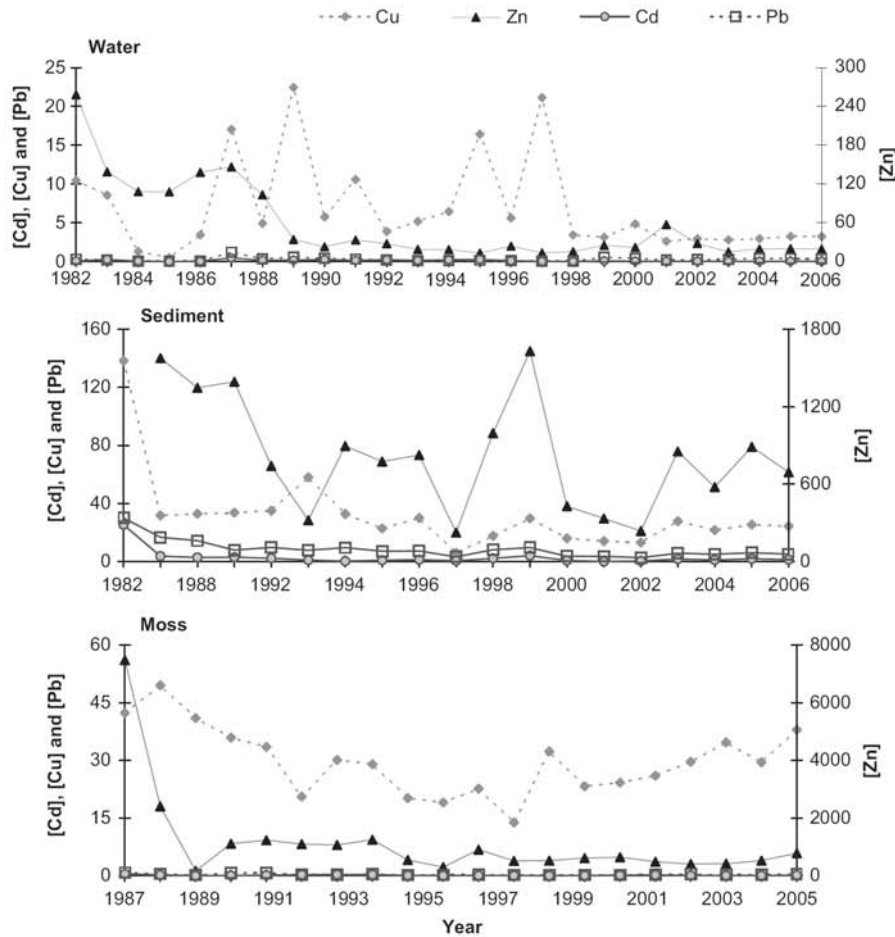 Cu Zn Cd Pb
Water
25 300
20 240
15 180
10 120
5 60
0 0
1982 1984 1986 1988 1990 1992 1994 1996 1998 2000 2002 2004 2006
[Cd], [Cu] and [Pb]
[Zn]
Sediment
160 1800
120 1200
80
40 600
0 0
1982 1988 1992 1994 1996 1998 2000 2002 2004 2006
[Cd], [Cu] and [Pb]
[Zn]
Moss
60 8000
45 6000
30 4000
15 2000
0 0
1987 1989 1991 1993 1995 1997 1999 2001 2003 2005
[Cd], [Cu] and [Pb]
[Zn]
Year